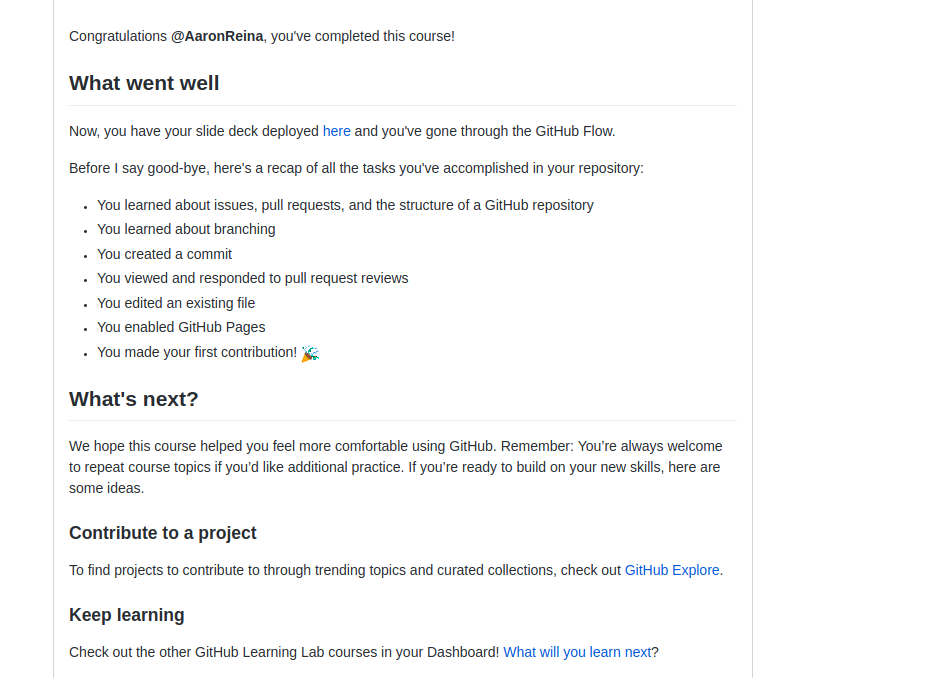 Congratulations @AaronReina, you've completed this course!
What went well
Now, you have your slide deck deployed here and you've gone through the GitHub Flow.
Before I say good-bye, here's a recap of all the tasks you've accomplished in your repository:
• You learned about issues, pull requests, and the structure of a GitHub repository
• You learned about branching
• You created a commit
• You viewed and responded to pull request reviews
• You edited an existing file
• You enabled GitHub Pages
• You made your first contribution! 🎉
What's next?
We hope this course helped you feel more comfortable using GitHub. Remember: You’re always welcome
to repeat course topics if you’d like additional practice. If you’re ready to build on your new skills, here are
some ideas.
Contribute to a project
To find projects to contribute to through trending topics and curated collections, check out GitHub Explore.
Keep learning
Check out the other GitHub Learning Lab courses in your Dashboard! What will you learn next?